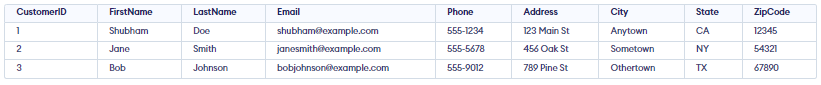 CustomerID FirstName LastName Email Phone Address City State ZipCode
1 Shubham Doe shubham@example.com 555-1234 123 Main St Anytown CA 12345
2 Jane Smith janesmith@example.com 555-5678 456 Oak St Sometown NY 54321
3 Bob Johnson bobjohnson@example.com 555-9012 789 Pine St Othertown TX 67890